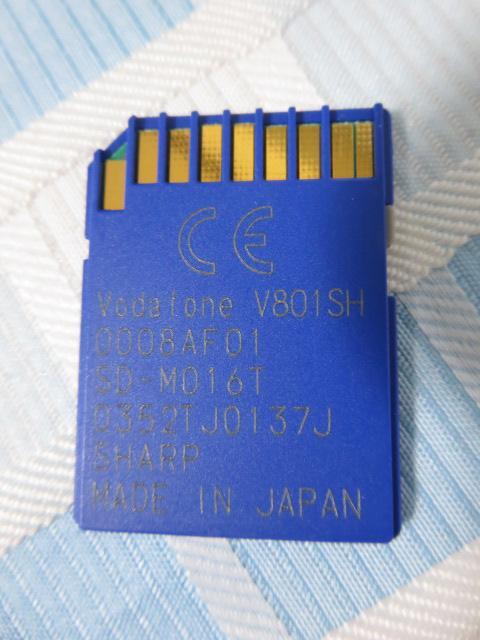 CE
Vodafone V801SH
0008AF01
SD-M016T
0352TJ0137J
SHARP
MADE IN JAPAN